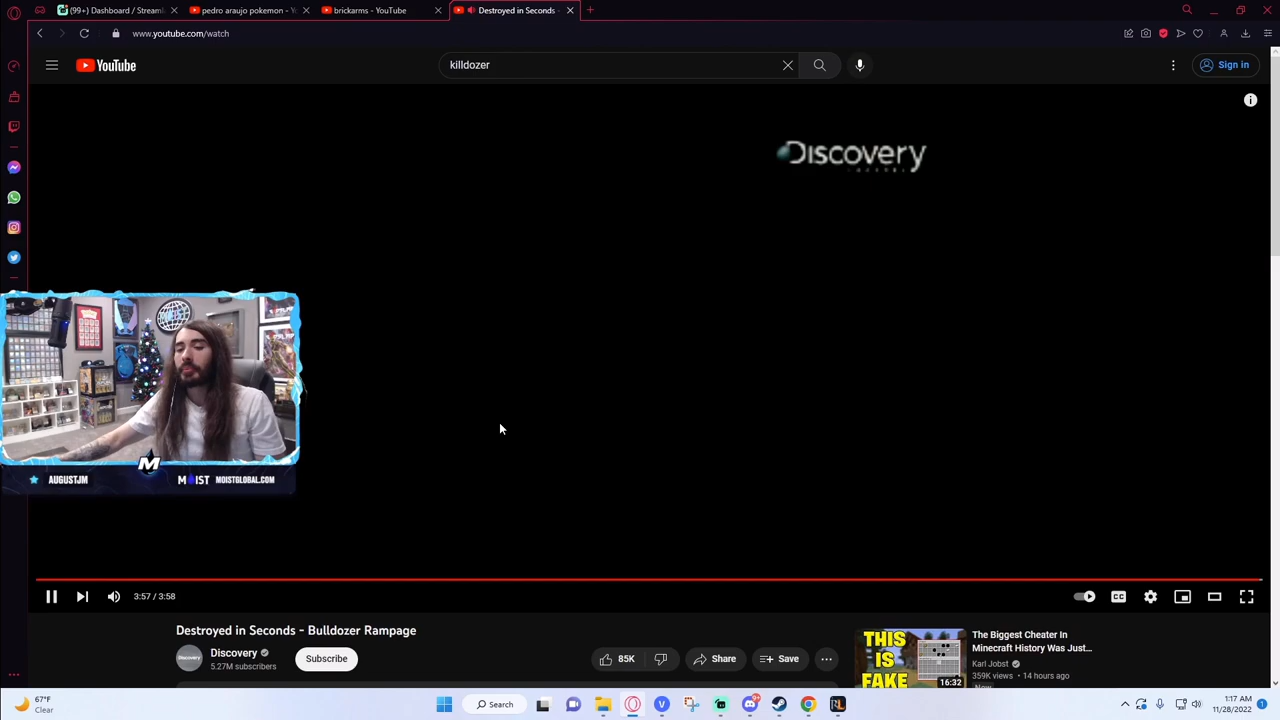 (99+) Dashboard / Streaml
pedro araujo pokemon - Yo
brickarms - YouTube
Destroyed in Seconds -
www.youtube.com/watch
YouTube
killdozer
Sign in
Discovery
AUGUSTJM
MOIST
MOISTGLOBAL.COM
3:57 / 3:58
CC
Destroyed in Seconds - Bulldozer Rampage
Discovery
5.27M subscribers
Subscribe
85K
Share
Save
THIS
IS
FAKE
16:32
The Biggest Cheater In
Minecraft History Was Just...
Karl Jobst
359K views • 14 hours ago
67°F
Clear
Search
1:17 AM
11/28/2022